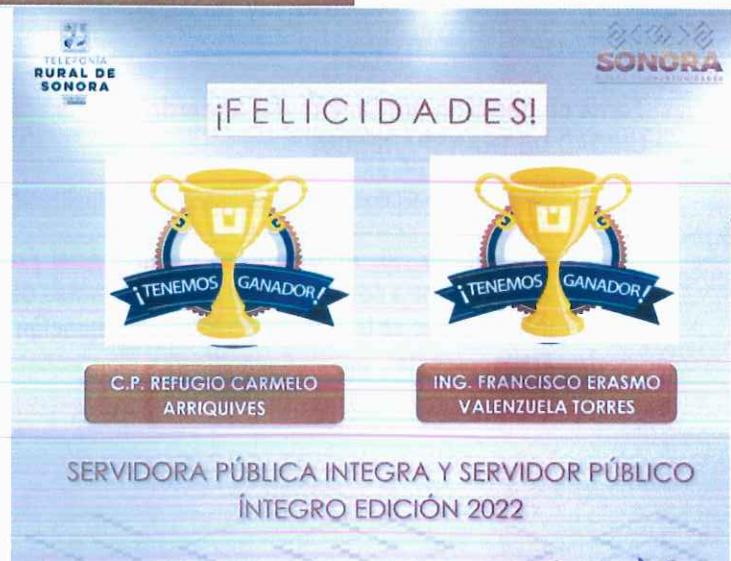 TELEFONÍA
RURAL DE
SONORA
SONORA
¡FELICIDADES!
¡TENEMOS GANADOR!
¡TENEMOS GANADOR!
C.P. REFUGIO CARMELO
ARRIQUIVES
ING. FRANCISCO ERASMO
VALENZUELA TORRES
SERVIDORA PÚBLICA INTEGRA Y SERVIDOR PÚBLICO
ÍNTEGRO EDICIÓN 2022